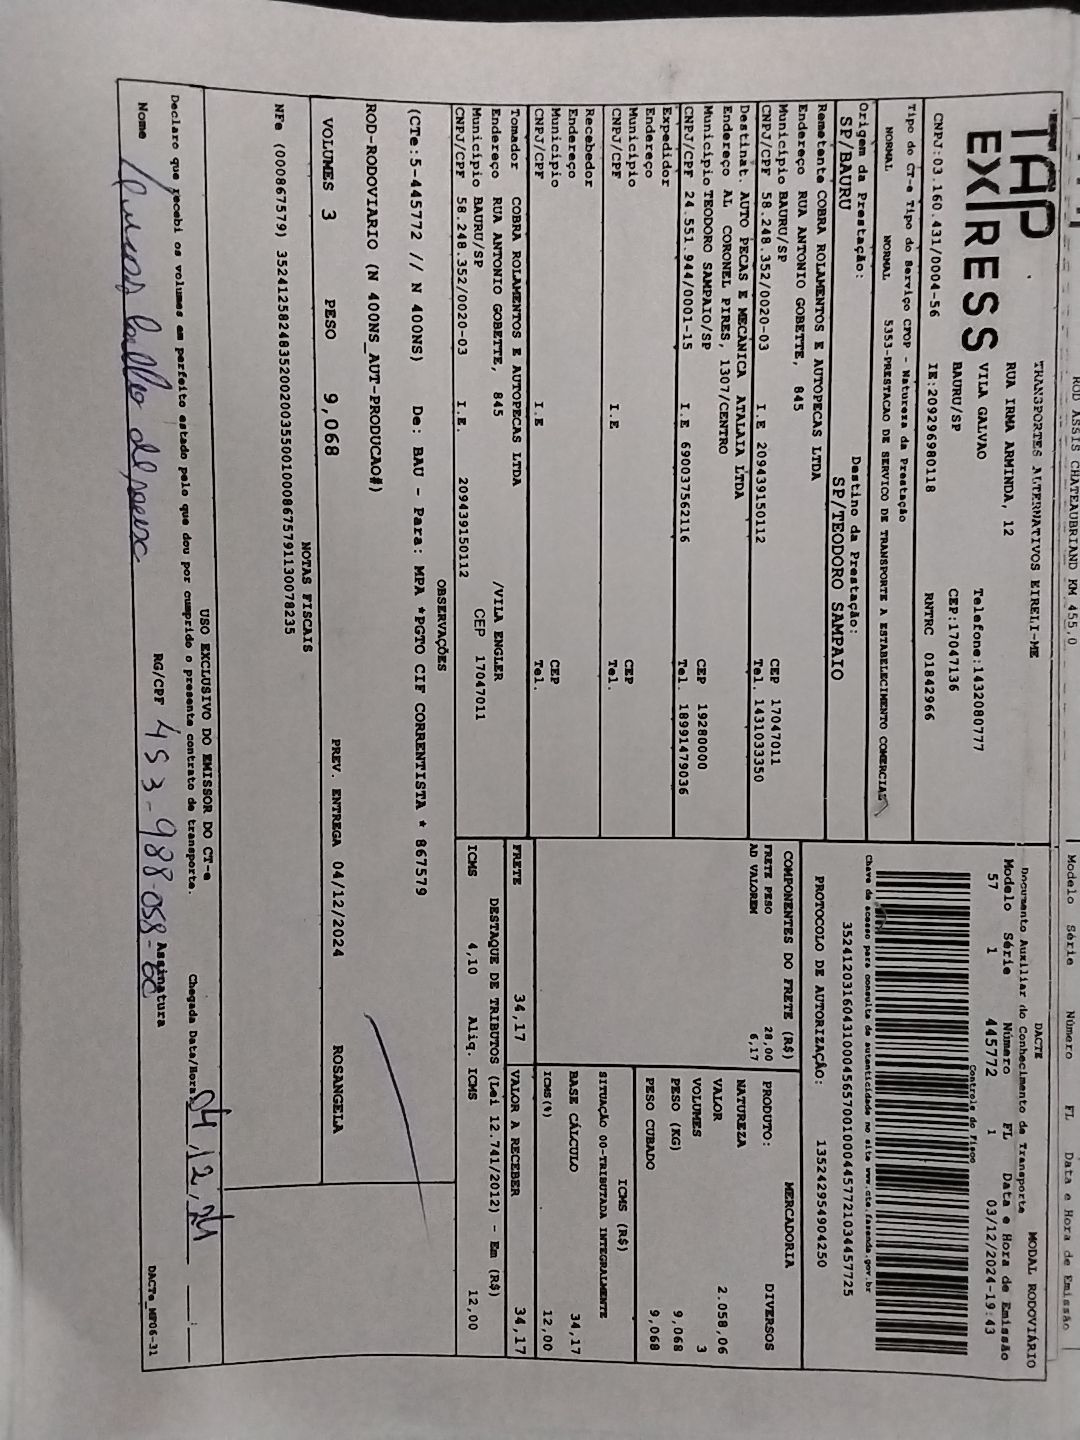 ROD ASSIS CHATEAUBRIAND KM 455,0
Modelo Série Número FL Data e Hora de Emissão
TAP EXPRESS
TRANSPORTES ALTERNATIVOS EIRELI-ME
RUA IRMA ARMINDA, 12
VILA GALVAO Telefone:1432080777
BAURU/SP CEP:17047136
CNPJ:03.160.431/0004-56 IE:209296980118 RNTRC 01842966
DACTE MODAL RODOVIÁRIO
Documento Auxiliar do Conhecimento de Transporte
Modelo Série Número FL Data e Hora de Emissão
57 1 445772 1 03/12/2024-19:43
Controle do Fisco
Chave de acesso para consulta de autenticidade no site www.cte.fazenda.gov.br
35241203160431000456570010004457721034457725
PROTOCOLO DE AUTORIZAÇÃO: 135242954904250
Tipo do CT-e Tipo do Serviço CFOP - Natureza da Prestação
NORMAL NORMAL 5353-PRESTACAO DE SERVICO DE TRANSPORTE A ESTABELECIMENTO COMERCIAL
Origem da Prestação: Destino da Prestação:
SP/BAURU SP/TEODORO SAMPAIO
Remetente COBRA ROLAMENTOS E AUTOPECAS LTDA
Endereço RUA ANTONIO GOBETTE, 845
Município BAURU/SP CEP 17047011
CNPJ/CPF 58.248.352/0020-03 I.E 209439150112 Tel. 1431033350
Destinat. AUTO PECAS E MECANICA ATALAIA LTDA
Endereço AL CORONEL PIRES, 1307/CENTRO
Município TEODORO SAMPAIO/SP CEP 19280000
CNPJ/CPF 24.551.944/0001-15 I.E 690037562116 Tel. 18991479036
Expedidor
Endereço
Município CEP
CNPJ/CPF I.E Tel.
Recebedor
Endereço
Município CEP
CNPJ/CPF I.E Tel.
Tomador COBRA ROLAMENTOS E AUTOPECAS LTDA
Endereço RUA ANTONIO GOBETTE, 845 /VILA ENGLER
Município BAURU/SP CEP 17047011
CNPJ/CPF 58.248.352/0020-03 I.E. 209439150112
COMPONENTES DO FRETE (R$)
FRETE PESO 28,00
AD VALOREM 6,17
MERCADORIA
PRODUTO: DIVERSOS
NATUREZA
VALOR 2.058,06
VOLUMES 3
PESO (KG) 9,068
PESO CUBADO 9,068
ICMS (R$)
SITUAÇÃO 00-TRIBUTADA INTEGRALMENTE
BASE CÁLCULO 34,17
ICMS(%) 12,00
FRETE 34,17 VALOR A RECEBER 34,17
DESTAQUE DE TRIBUTOS (Lei 12.741/2012) - Em (R$)
ICMS 4,10 Aliq. ICMS 12,00
OBSERVAÇÕES
(CTe:5-445772 // N 400NS) De: BAU - Para: MPA *PGTO CIF CORRENTISTA * 867579
ROD-RODOVIARIO (N 400NS_AUT-PRODUCAO#)
VOLUMES 3 PESO 9,068 PREV. ENTREGA 04/12/2024 ROSANGELA
NOTAS FISCAIS
NFe (000867579) 35241258248352002003550010008675791130078235
USO EXCLUSIVO DO EMISSOR DO CT-e
Declaro que recebi os volumes em perfeito estado pelo que dou por cumprido o presente contrato de transporte.
Chegada Data/Hora: 04/12/24
Nome RG/CPF 453-988-058- Assinatura
DACTe_MP06-31